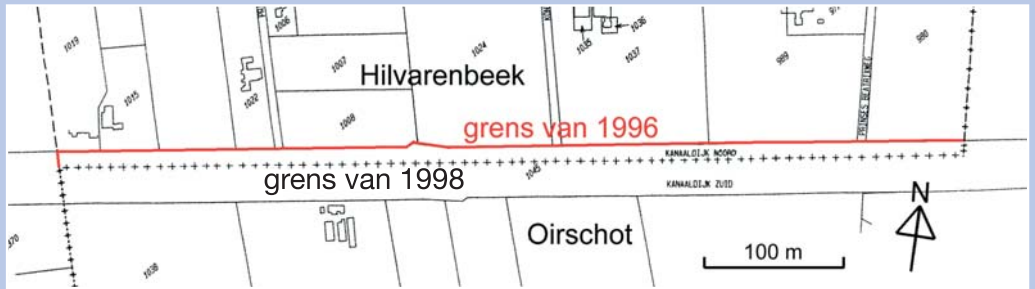 1019
1015
1006
1007
1022
1008
1024
Hilvarenbeek
1035
1036
1037
989
980
PRINSES BEATRIXWEG
grens van 1996
KANAALDIJK NOORD
1045
grens van 1998
KANAALDIJK ZUID
N
Oirschot
100 m
1038